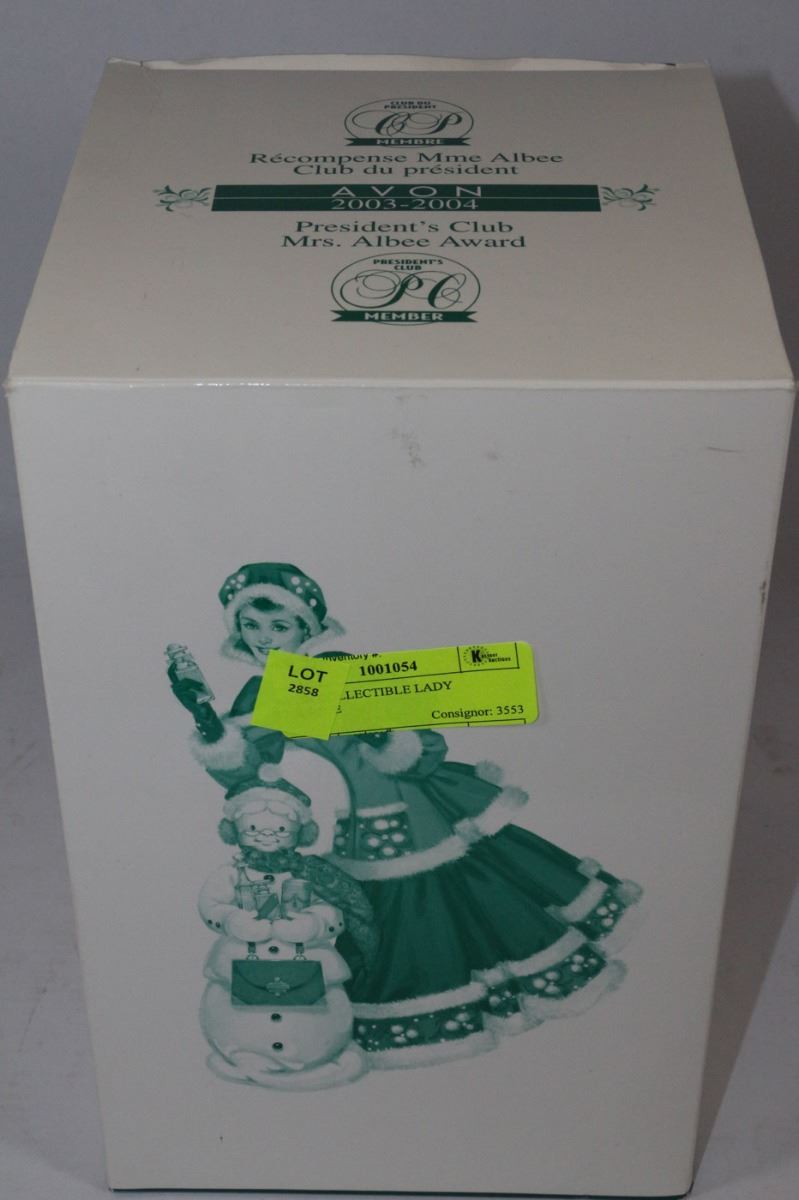 CLUB DU
PRÉSIDENT
CP
MEMBRE
Récompense Mme Albee
Club du président
AVON
2003-2004
President's Club
Mrs. Albee Award
PRESIDENT'S
CLUB
PC
MEMBER
1001054
LOT
2858
LADY
Consignor: 3553